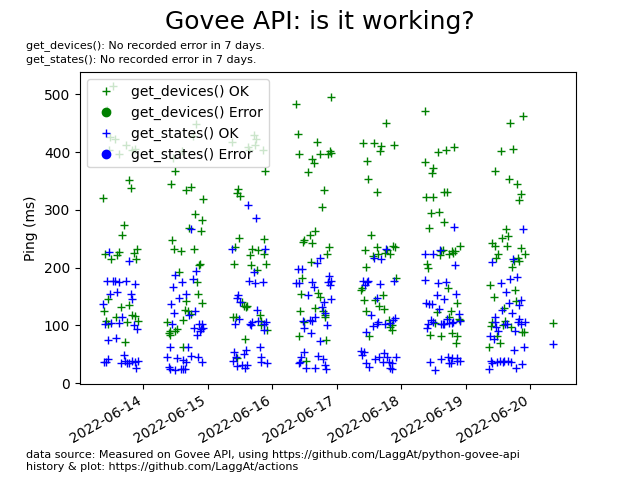 Govee API: is it working?
get_devices(): No recorded error in 7 days.
get_states(): No recorded error in 7 days.
get_devices() OK
get_devices() Error
get_states() OK
get_states() Error
Ping (ms)
500
400
300
200
100
0
2022-06-14
2022-06-15
2022-06-16
2022-06-17
2022-06-18
2022-06-19
2022-06-20
data source: Measured on Govee API, using https://github.com/LaggAt/python-govee-api
history & plot: https://github.com/LaggAt/actions